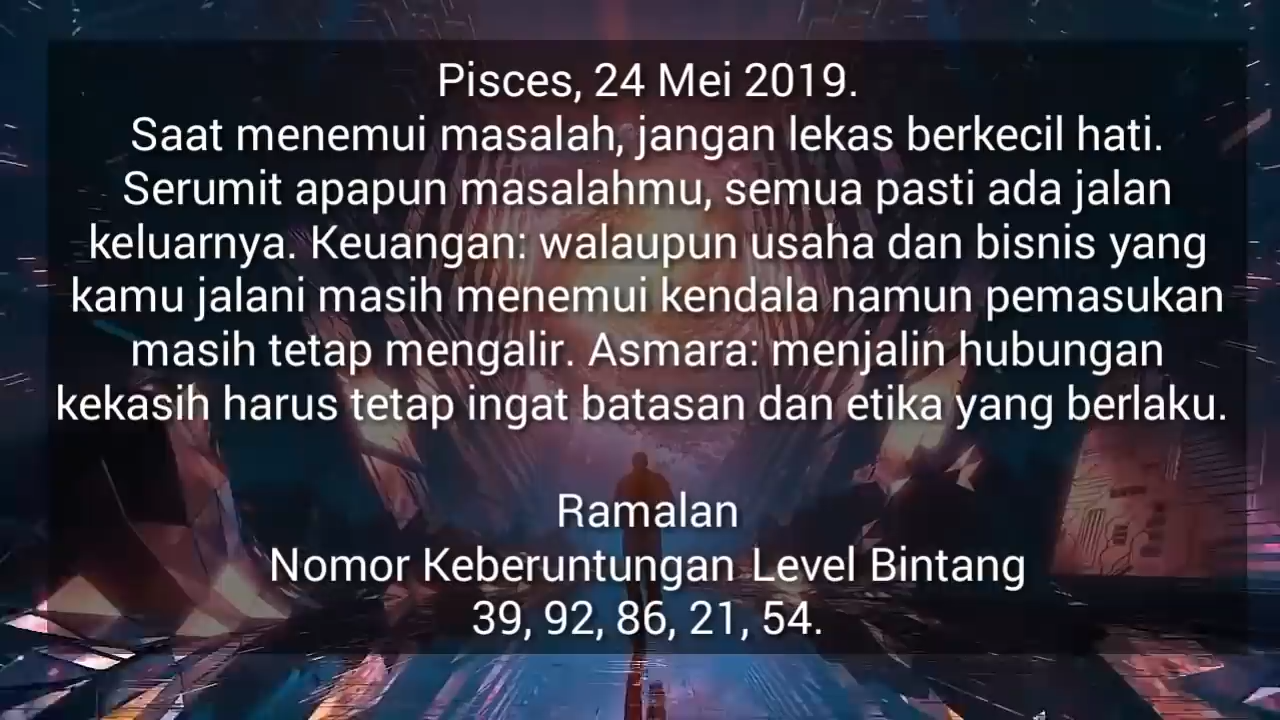 Pisces, 24 Mei 2019.
Saat menemui masalah, jangan lekas berkecil hati.
Serumit apapun masalahmu, semua pasti ada jalan
keluarnya. Keuangan: walaupun usaha dan bisnis yang
kamu jalani masih menemui kendala namun pemasukan
masih tetap mengalir. Asmara: menjalin hubungan
kekasih harus tetap ingat batasan dan etika yang berlaku.
Ramalan
Nomor Keberuntungan Level Bintang
39, 92, 86, 21, 54.